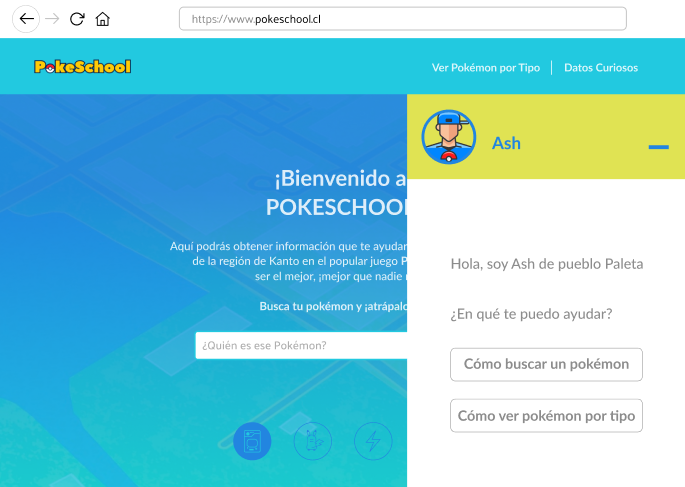 https://www.pokeschool.cl
PokeSchool
Ver Pokémon por Tipo
Datos Curiosos
Ash
¡Bienvenido a
POKESCHOOL
Aquí podrás obtener información que te ayudar
de la región de Kanto en el popular juego P
ser el mejor, ¡mejor que nadie
Busca tu pokémon y ¡atrápalo
¿Quién es ese Pokémon?
Hola, soy Ash de pueblo Paleta
¿En qué te puedo ayudar?
Cómo buscar un pokémon
Cómo ver pokémon por tipo